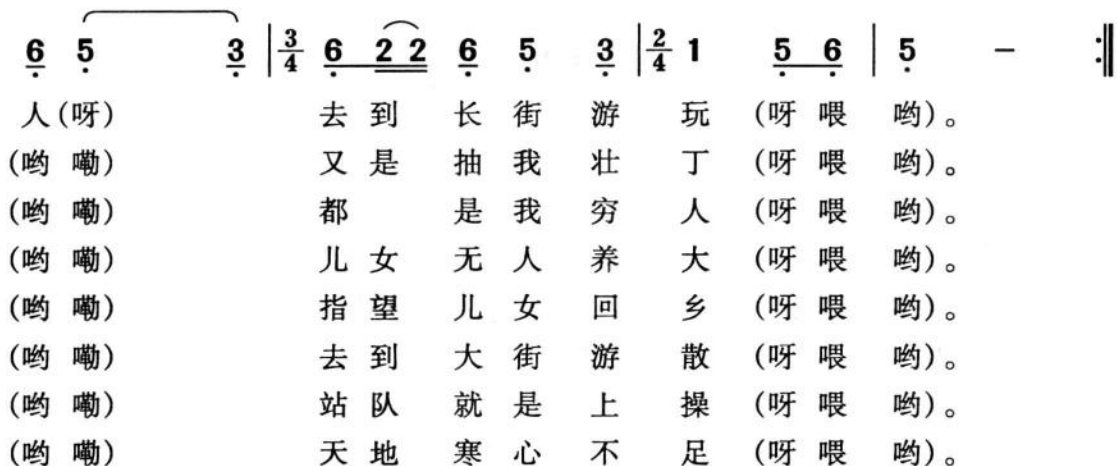 6 5 3 | 3/4 6 2 2 6 5 3 | 2/4 1 5 6 | 5 – :‖
人(呀) 去 到 长 街 游 玩 (呀 喂 哟)。
(哟 嘞) 又 是 抽 我 壮 丁 (呀 喂 哟)。
(哟 嘞) 都 是 我 穷 人 (呀 喂 哟)。
(哟 嘞) 儿 女 无 人 养 大 (呀 喂 哟)。
(哟 嘞) 指 望 儿 女 回 乡 (呀 喂 哟)。
(哟 嘞) 去 到 大 街 游 散 (呀 喂 哟)。
(哟 嘞) 站 队 就 是 上 操 (呀 喂 哟)。
(哟 嘞) 天 地 寒 心 不 足 (呀 喂 哟)。